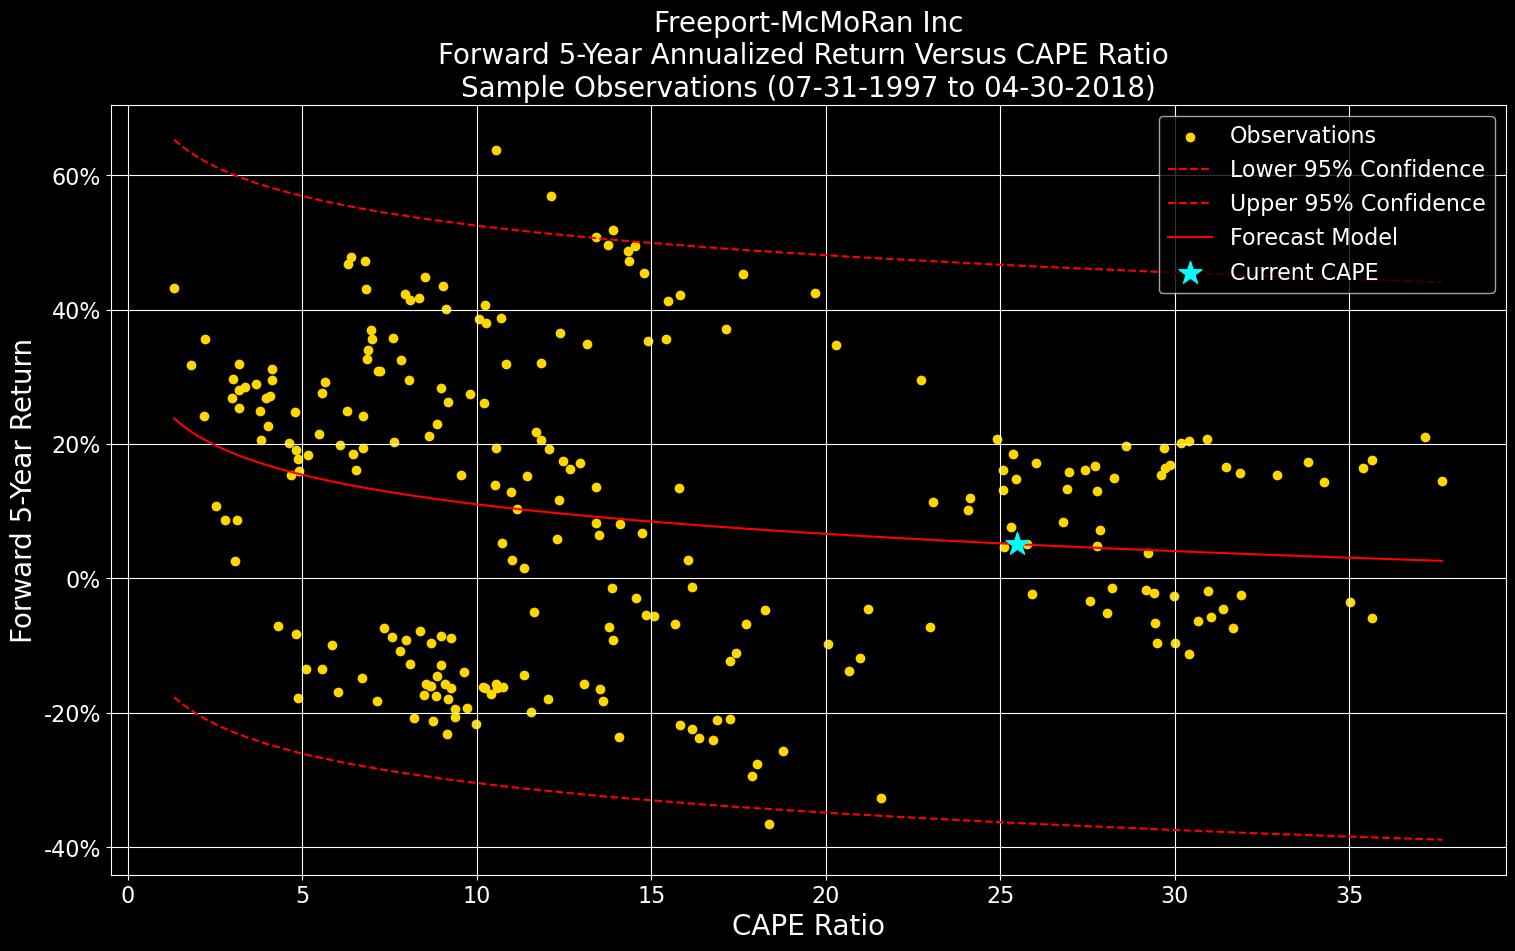 Freeport-McMoRan Inc
Forward 5-Year Annualized Return Versus CAPE Ratio
Sample Observations (07-31-1997 to 04-30-2018)
Observations
Lower 95% Confidence
Upper 95% Confidence
Forecast Model
Current CAPE
Forward 5-Year Return
60%
40%
20%
0%
-20%
-40%
0 5 10 15 20 25 30 35
CAPE Ratio